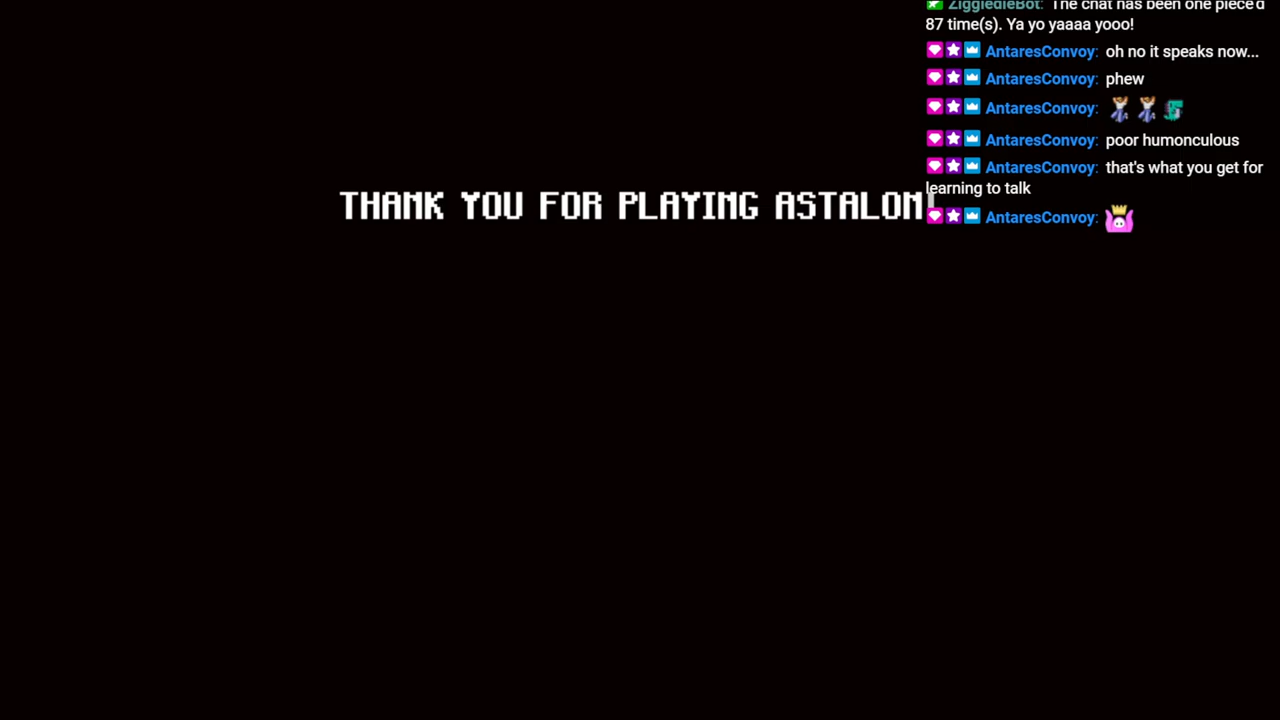 ZiggiedieBot: The chat has been one piece'd
87 time(s). Ya yo yaaaa yooo!
AntaresConvoy: oh no it speaks now...
AntaresConvoy: phew
AntaresConvoy:
AntaresConvoy: poor humonculous
AntaresConvoy: that's what you get for
learning to talk
THANK YOU FOR PLAYING ASTALON!
AntaresConvoy: